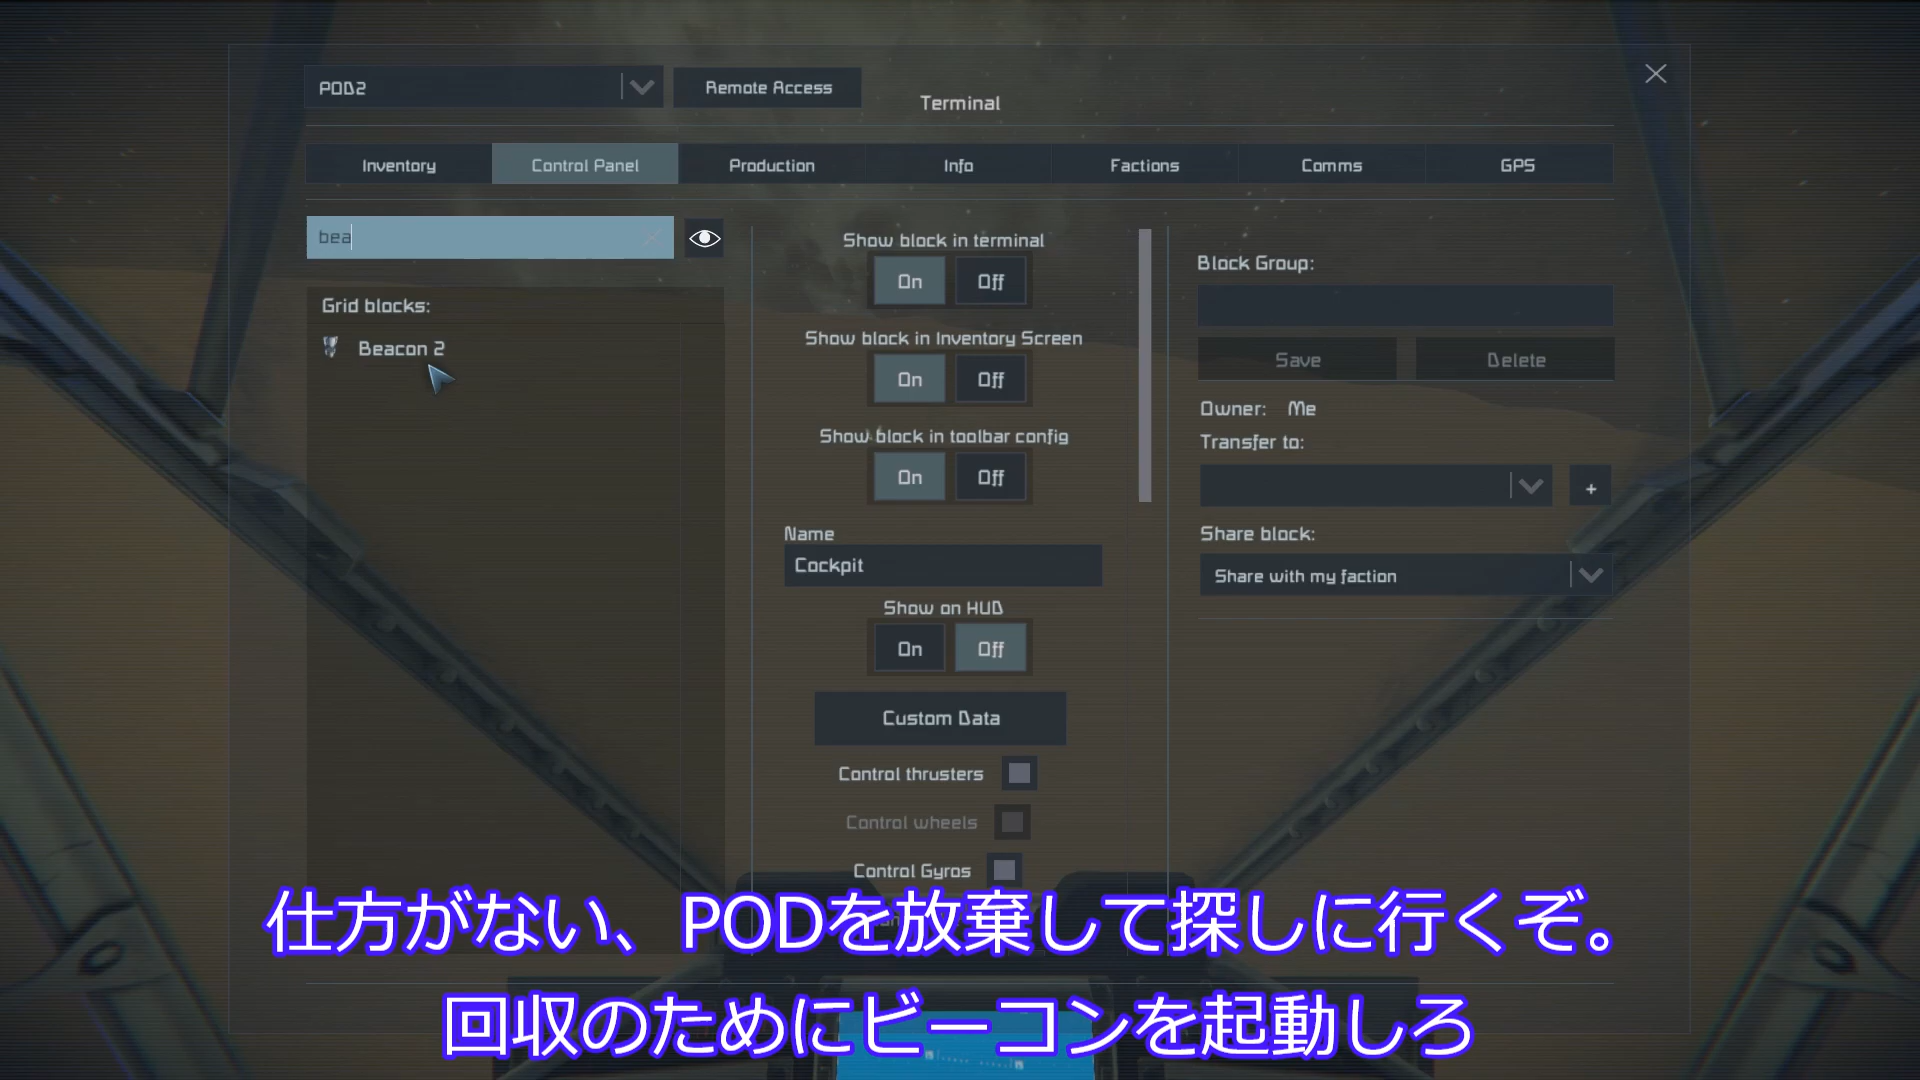 POD2
Remote Access
Terminal
Inventory
Control Panel
Production
Info
Factions
Comms
GPS
bea
Grid blocks:
Beacon 2
Show block in terminal
On Off
Show block in Inventory Screen
On Off
Show block in toolbar config
On Off
Name
Cockpit
Show on HUD
On Off
Custom Data
Control thrusters
Control wheels
Control Gyros
Block Group:
Save Delete
Owner: Me
Transfer to:
+
Share block:
Share with my faction
仕方がない、PODを放棄して探しに行くぞ。
回収のためにビーコンを起動しろ